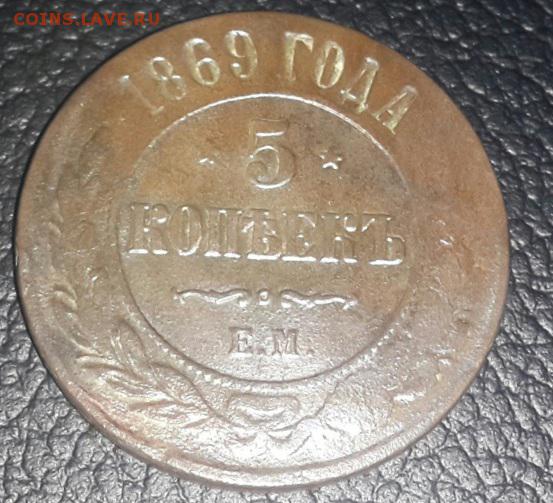 COINS.LAVE.RU
1869 ГОДА
5
КОПѢЕКЪ
Е.М.